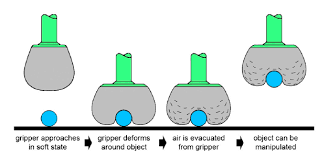 gripper approaches
in soft state
gripper deforms
around object
air is evacuated
from gripper
object can be
manipulated